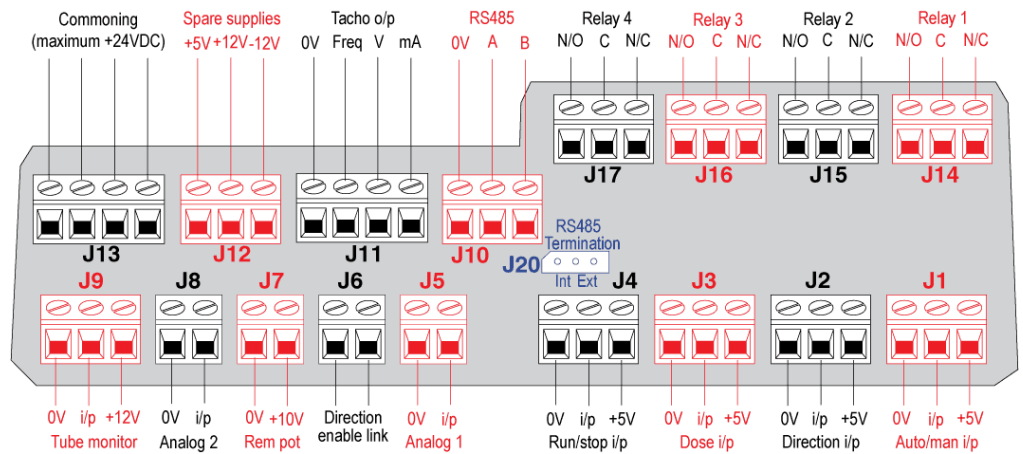 Commoning
(maximum +24VDC)
Spare supplies
+5V +12V -12V
Tacho o/p
0V Freq V mA
RS485
0V A B
Relay 4
N/O C N/C
Relay 3
N/O C N/C
Relay 2
N/O C N/C
Relay 1
N/O C N/C
J17
J16
J15
J14
J13
J12
J11
J10
RS485
Termination
J20
Int Ext
J9
J8
J7
J6
J5
J4
J3
J2
J1
0V i/p +12V
Tube monitor
0V i/p
Analog 2
0V +10V
Rem pot
Direction
enable link
0V i/p
Analog 1
0V i/p +5V
Run/stop i/p
0V i/p +5V
Dose i/p
0V i/p +5V
Direction i/p
0V i/p +5V
Auto/man i/p